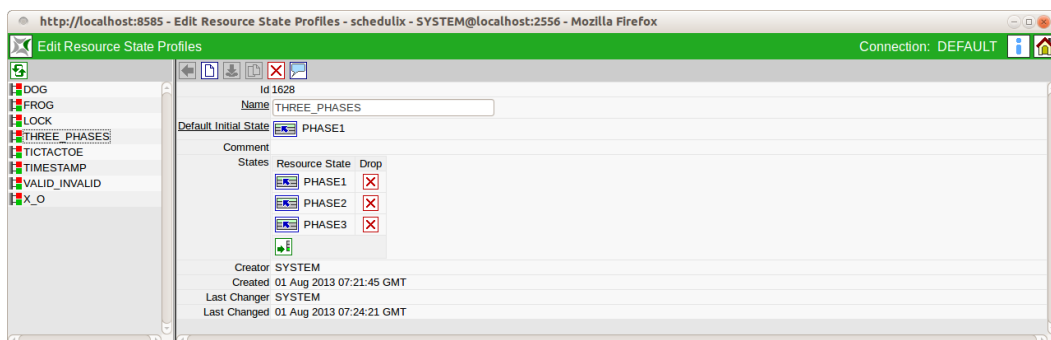 http://localhost:8585 - Edit Resource State Profiles - schedulix - SYSTEM@localhost:2556 - Mozilla Firefox
Edit Resource State Profiles
Connection: DEFAULT
DOG
FROG
LOCK
THREE_PHASES
TICTACTOE
TIMESTAMP
VALID_INVALID
X_O
Id 1628
Name THREE_PHASES
Default Initial State PHASE1
Comment
States Resource State Drop
PHASE1
PHASE2
PHASE3
Creator SYSTEM
Created 01 Aug 2013 07:21:45 GMT
Last Changer SYSTEM
Last Changed 01 Aug 2013 07:24:21 GMT